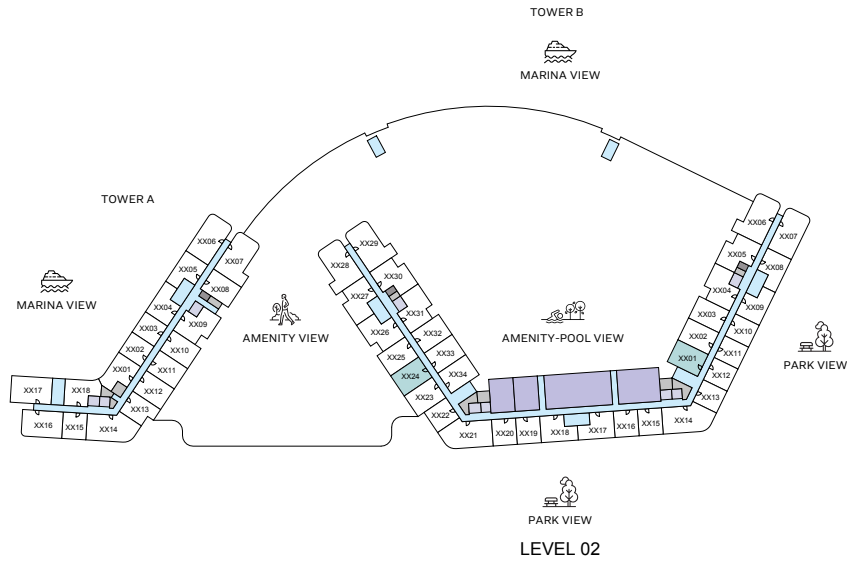 TOWER B
MARINA VIEW
TOWER A
MARINA VIEW
AMENITY VIEW
AMENITY-POOL VIEW
PARK VIEW
XX06
XX07
XX05
XX08
XX04
XX09
XX03
XX10
XX02
XX11
XX01
XX12
XX17
XX18
XX13
XX16
XX15
XX14
XX29
XX28
XX30
XX27
XX31
XX26
XX32
XX25
XX33
XX24
XX34
XX23
XX22
XX21
XX20
XX19
XX18
XX17
XX16
XX15
XX14
XX06
XX07
XX05
XX08
XX04
XX09
XX03
XX10
XX02
XX11
XX01
XX12
XX13
PARK VIEW
LEVEL 02